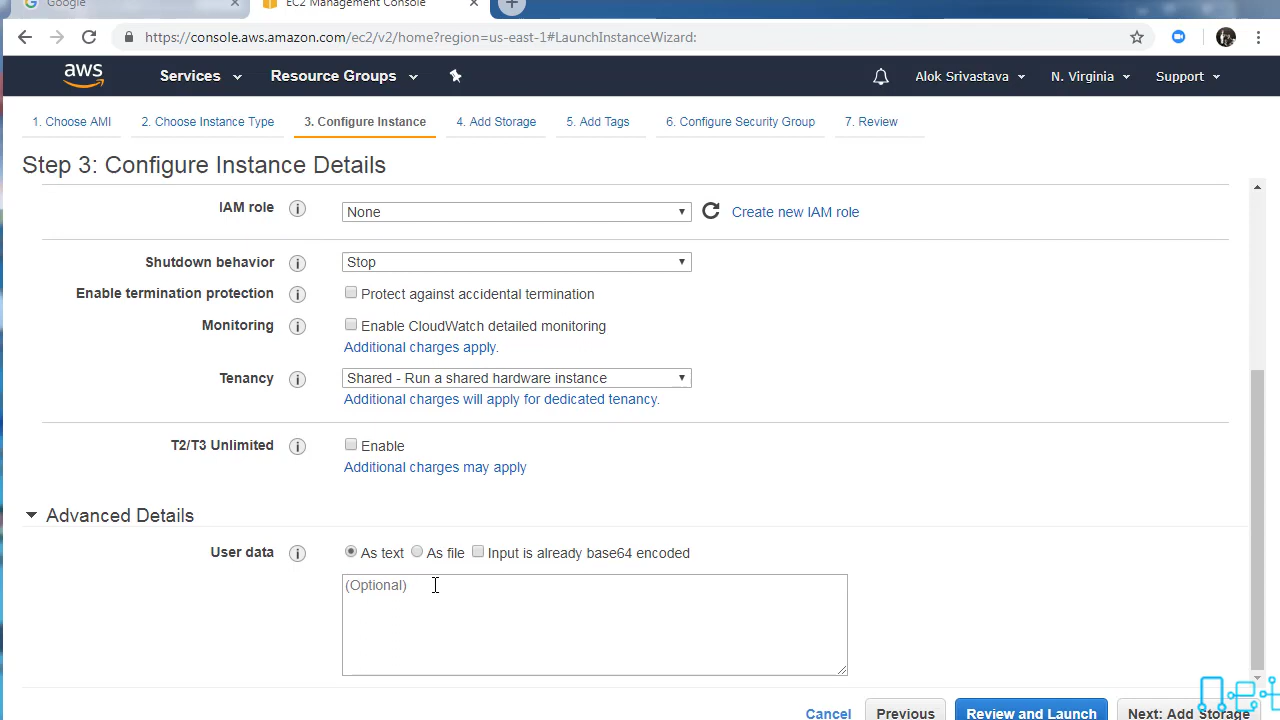 Google
EC2 Management Console
https://console.aws.amazon.com/ec2/v2/home?region=us-east-1#LaunchInstanceWizard:
aws Services Resource Groups Alok Srivastava N. Virginia Support
1. Choose AMI 2. Choose Instance Type 3. Configure Instance 4. Add Storage 5. Add Tags 6. Configure Security Group 7. Review
Step 3: Configure Instance Details
IAM role i None Create new IAM role
Shutdown behavior i Stop
Enable termination protection i Protect against accidental termination
Monitoring i Enable CloudWatch detailed monitoring
Additional charges apply.
Tenancy i Shared - Run a shared hardware instance
Additional charges will apply for dedicated tenancy.
T2/T3 Unlimited i Enable
Additional charges may apply
Advanced Details
User data i As text As file Input is already base64 encoded
(Optional)
Cancel Previous Review and Launch Next: Add Storage